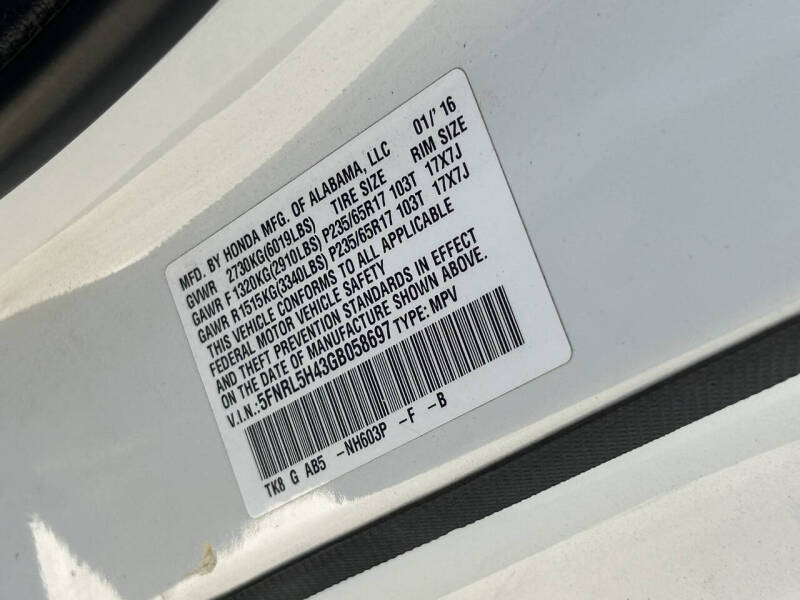 MFD. BY HONDA MFG. OF ALABAMA, LLC 01/'16
GVWR 2730KG(6019LBS) TIRE SIZE RIM SIZE
GAWR F 1320KG(2910LBS) P235/65R17 103T 17X7J
GAWR R1515KG(3340LBS) P235/65R17 103T 17X7J
THIS VEHICLE CONFORMS TO ALL APPLICABLE
FEDERAL MOTOR VEHICLE SAFETY
AND THEFT PREVENTION STANDARDS IN EFFECT
ON THE DATE OF MANUFACTURE SHOWN ABOVE.
V.I.N.:5FNRL5H43GB058697 TYPE: MPV
TK8 G AB5 -NH603P -F -B